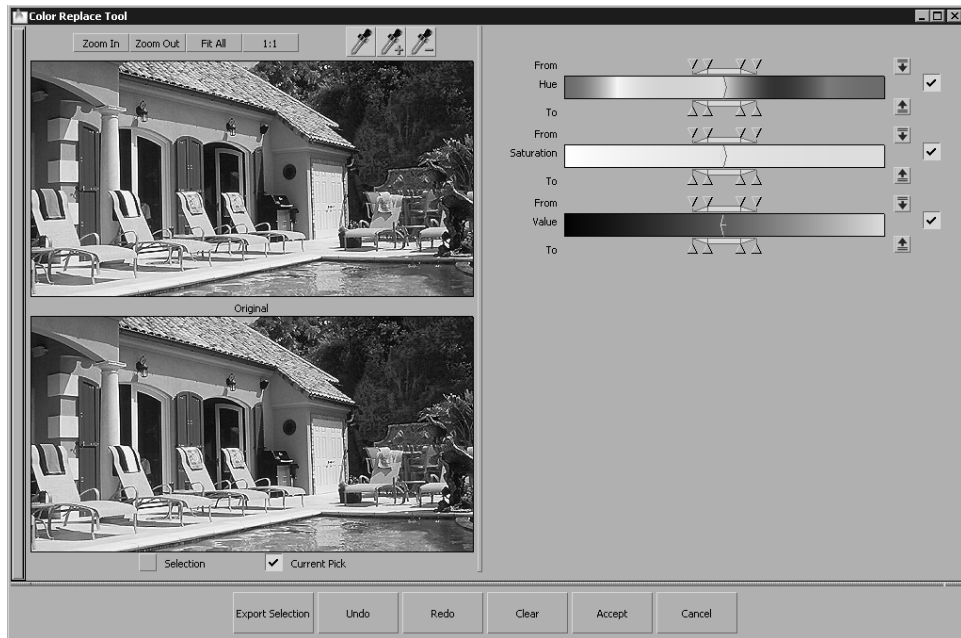 Color Replace Tool
Zoom In Zoom Out Fit All 1:1
Original
Selection Current Pick
From
Hue
To
From
Saturation
To
From
Value
To
Export Selection Undo Redo Clear Accept Cancel